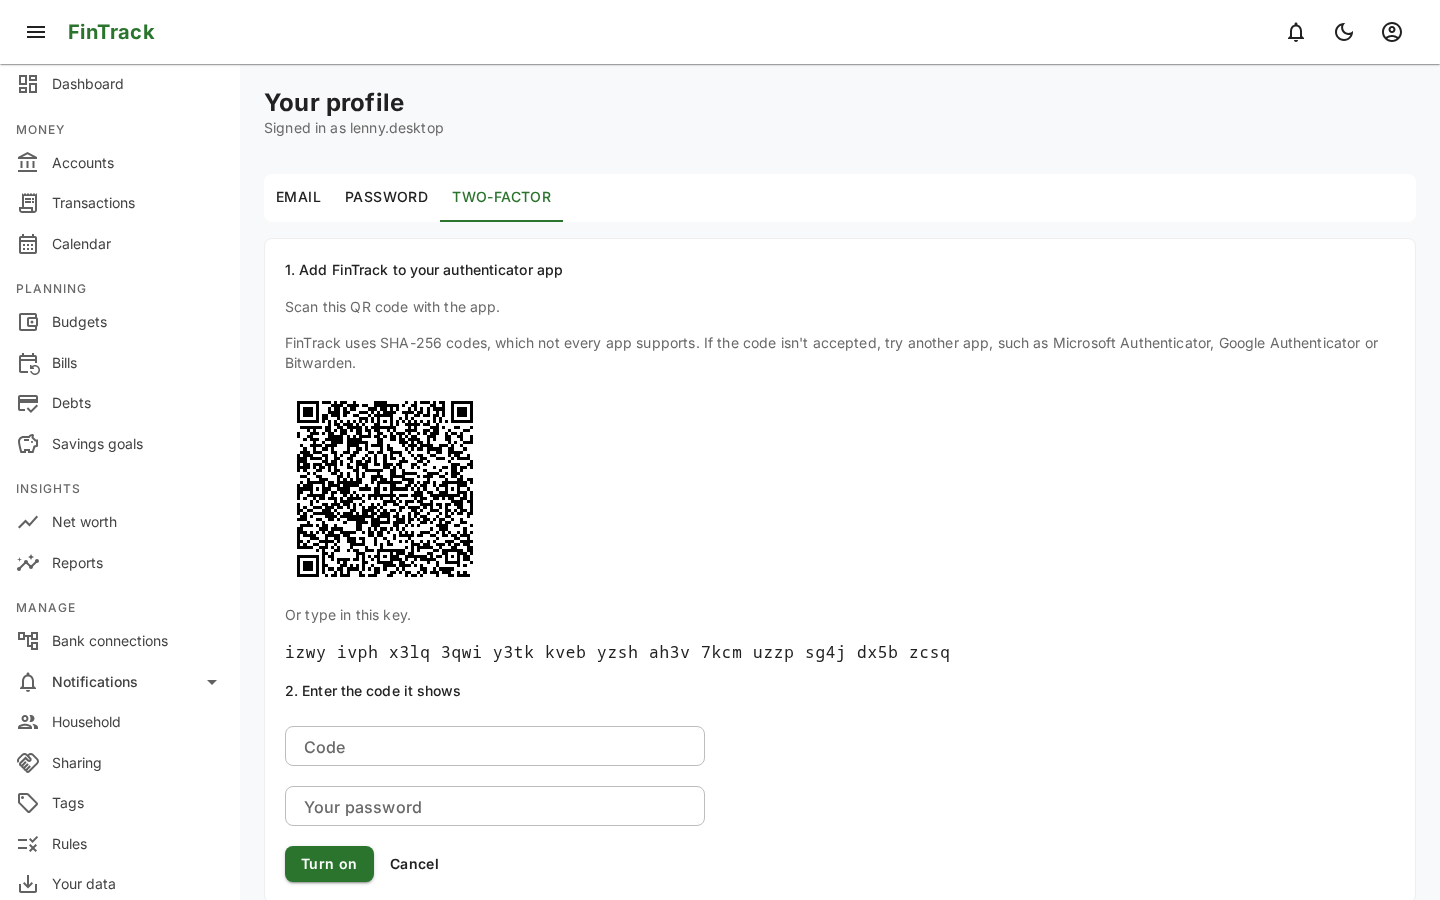 FinTrack
Dashboard
MONEY
Accounts
Transactions
Calendar
PLANNING
Budgets
Bills
Debts
Savings goals
INSIGHTS
Net worth
Reports
MANAGE
Bank connections
Notifications
Household
Sharing
Tags
Rules
Your data
Your profile
Signed in as lenny.desktop
EMAIL PASSWORD TWO-FACTOR
1. Add FinTrack to your authenticator app
Scan this QR code with the app.
FinTrack uses SHA-256 codes, which not every app supports. If the code isn't accepted, try another app, such as Microsoft Authenticator, Google Authenticator or
Bitwarden.
Or type in this key.
izwy ivph x3lq 3qwi y3tk kveb yzsh ah3v 7kcm uzzp sg4j dx5b zcsq
2. Enter the code it shows
Code
Your password
Turn on Cancel